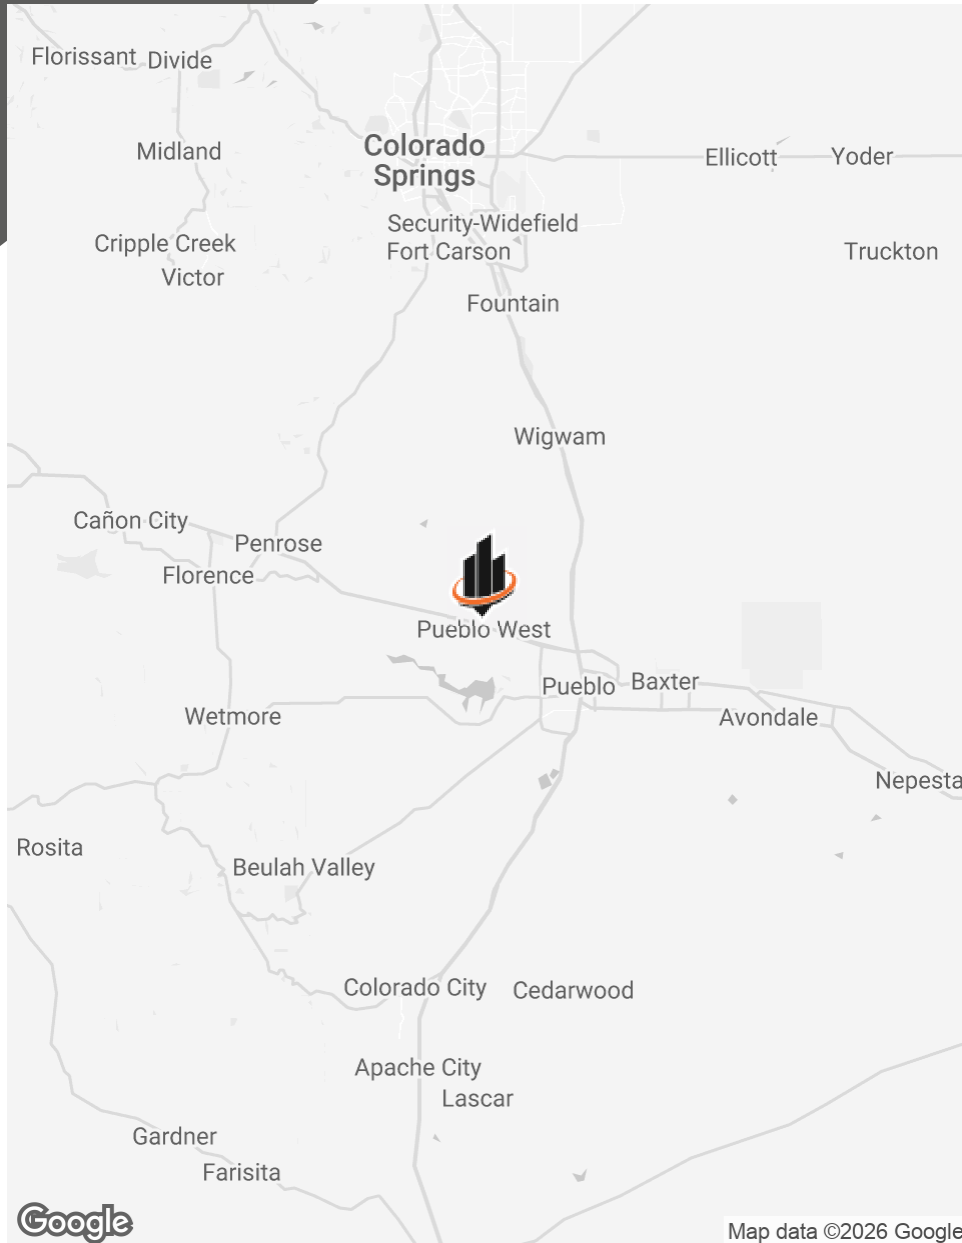 Florissant
Divide
Midland
Colorado
Springs
Ellicott
Yoder
Security-Widefield
Cripple Creek
Fort Carson
Truckton
Victor
Fountain
Wigwam
Cañon City
Penrose
Florence
Pueblo West
Pueblo
Baxter
Wetmore
Avondale
Nepesta
Rosita
Beulah Valley
Colorado City
Cedarwood
Apache City
Lascar
Gardner
Farisita
Google
Map data ©2026 Google